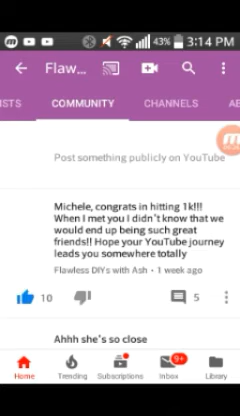 43% 3:14 PM
Flaw...
ISTS COMMUNITY CHANNELS AB
Post something publicly on YouTube
Michele, congrats in hitting 1k!!!
When I met you I didn't know that we
would end up being such great
friends!! Hope your YouTube journey
leads you somewhere totally
Flawless DIYs with Ash • 1 week ago
10 5
Ahhh she's so close
9+
Home Trending Subscriptions Inbox Library